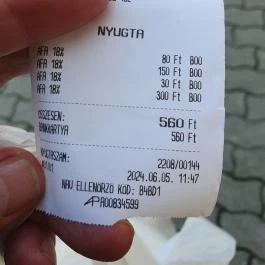 NYUGTA
ÁFA 18% 80 Ft B00
ÁFA 18% 150 Ft B00
ÁFA 18% 30 Ft B00
ÁFA 18% 300 Ft B00
ÖSSZESEN: 560 Ft
BANKKÁRTYA 560 Ft
NYUGTASZÁM: 2208/00144
2024.06.05. 11:47
NAV ELLENŐRZŐ KÓD: B4BD1
AP A00834599